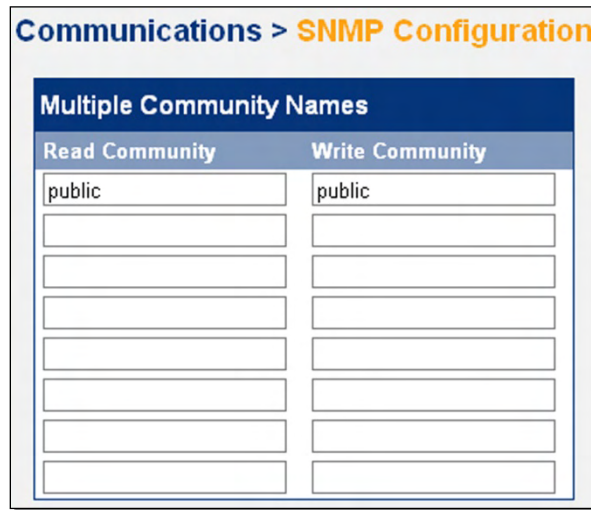 Communications > SNMP Configuration
Multiple Community Names
Read Community Write Community
public public